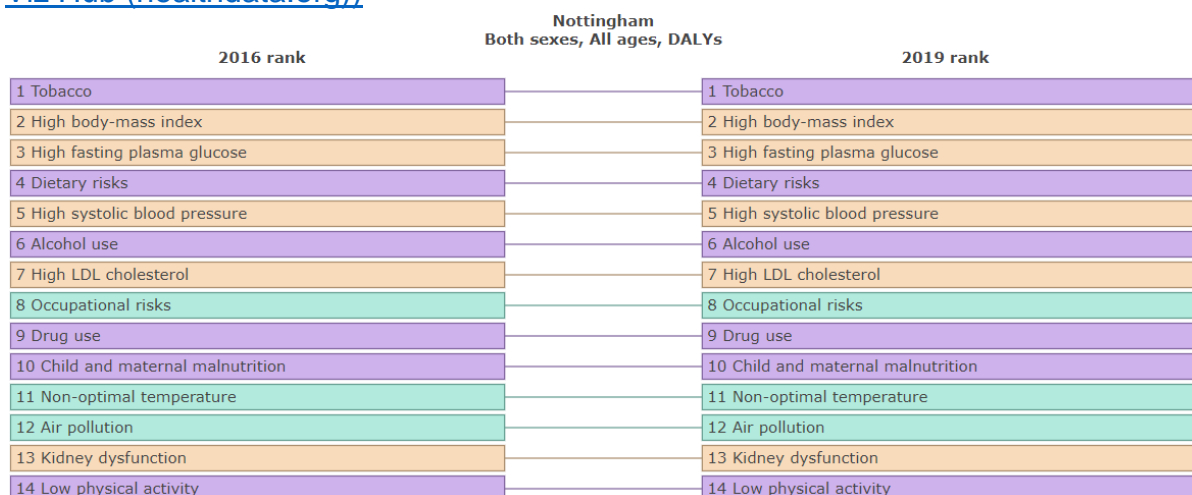 Viz Hub (healthdata.org))
Nottingham
Both sexes, All ages, DALYs
2016 rank 2019 rank
1 Tobacco 1 Tobacco
2 High body-mass index 2 High body-mass index
3 High fasting plasma glucose 3 High fasting plasma glucose
4 Dietary risks 4 Dietary risks
5 High systolic blood pressure 5 High systolic blood pressure
6 Alcohol use 6 Alcohol use
7 High LDL cholesterol 7 High LDL cholesterol
8 Occupational risks 8 Occupational risks
9 Drug use 9 Drug use
10 Child and maternal malnutrition 10 Child and maternal malnutrition
11 Non-optimal temperature 11 Non-optimal temperature
12 Air pollution 12 Air pollution
13 Kidney dysfunction 13 Kidney dysfunction
14 Low physical activity 14 Low physical activity